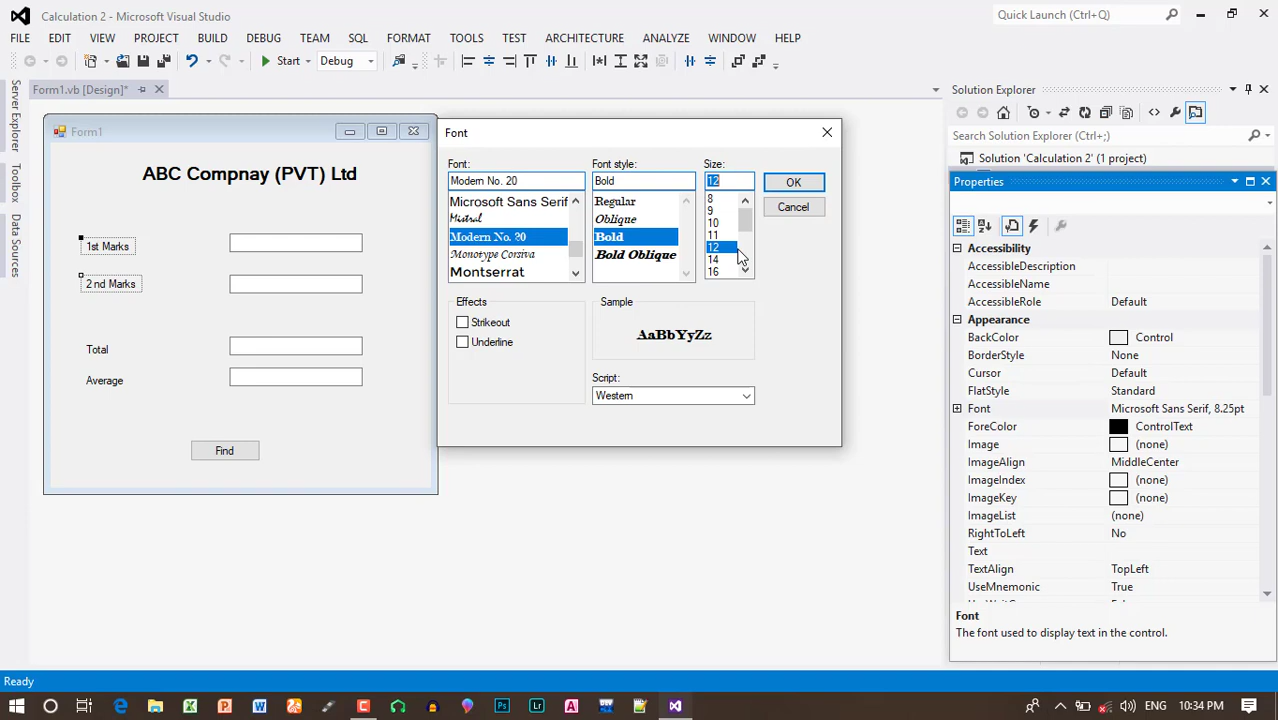 Calculation 2 - Microsoft Visual Studio
Quick Launch (Ctrl+Q)
FILE EDIT VIEW PROJECT BUILD DEBUG TEAM SQL FORMAT TOOLS TEST ARCHITECTURE ANALYZE WINDOW HELP
Start Debug
Server Explorer
Toolbox
Data Sources
Form1.vb [Design]*
Form1
ABC Compnay (PVT) Ltd
1st Marks
2 nd Marks
Total
Average
Find
Font
Font: Font style: Size:
Modern No. 20 Bold 12
OK
Cancel
Microsoft Sans Serif
Mistral
Modern No. 20
Monotype Corsiva
Montserrat
Regular
Oblique
Bold
Bold Oblique
8
9
10
11
12
14
16
Effects
Strikeout
Underline
Sample
AaBbYyZz
Script:
Western
Solution Explorer
Search Solution Explorer (Ctrl+;)
Solution 'Calculation 2' (1 project)
Properties
Accessibility
AccessibleDescription
AccessibleName
AccessibleRole Default
Appearance
BackColor Control
BorderStyle None
Cursor Default
FlatStyle Standard
Font Microsoft Sans Serif, 8.25pt
ForeColor ControlText
Image (none)
ImageAlign MiddleCenter
ImageIndex (none)
ImageKey (none)
ImageList (none)
RightToLeft No
Text
TextAlign TopLeft
UseMnemonic True
Font
The font used to display text in the control.
Ready
ENG 10:34 PM